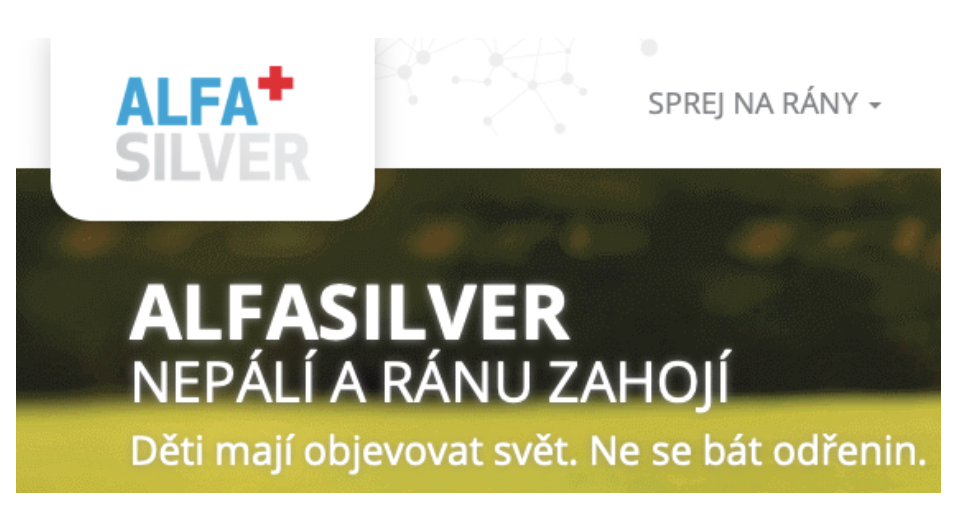 ALFA+
SILVER
SPREJ NA RÁNY
ALFASILVER
NEPÁLÍ A RÁNU ZAHOJÍ
Děti mají objevovat svět. Ne se bát odřenin.